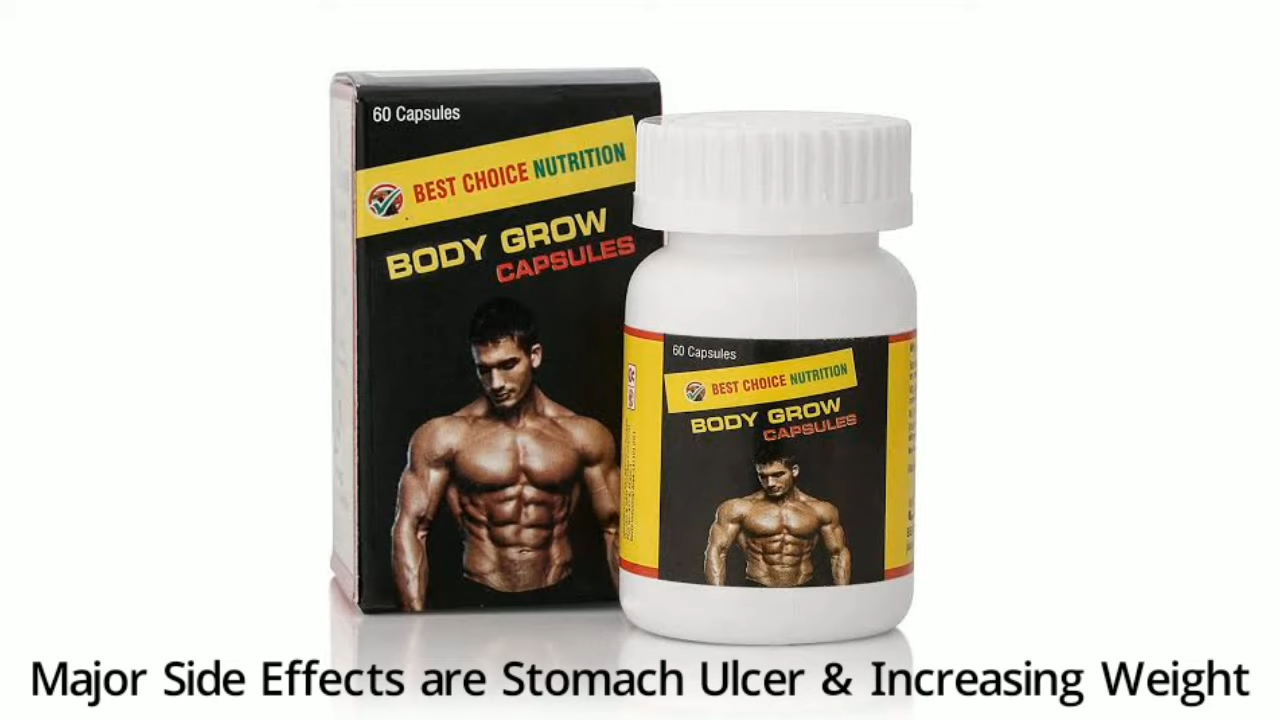 60 Capsules
BEST CHOICE NUTRITION
BODY GROW
CAPSULES
60 Capsules
BEST CHOICE NUTRITION
BODY GROW
CAPSULES
Major Side Effects are Stomach Ulcer & Increasing Weight